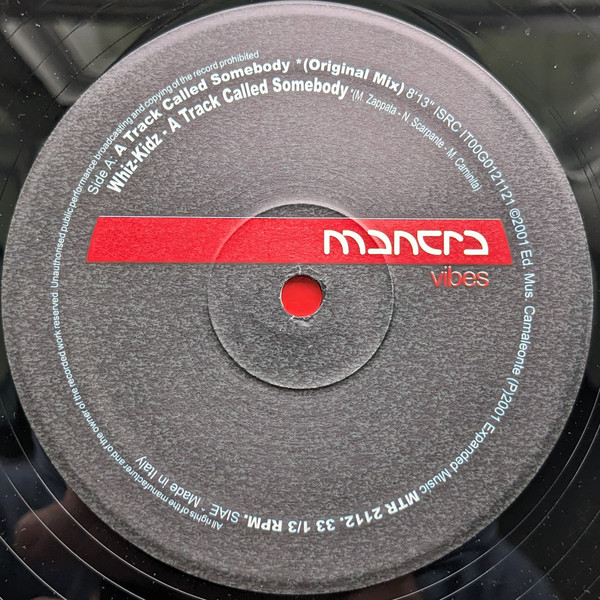 All rights of the manufacturer and of the owner of the recorded work reserved. Unauthorised public performance broadcasting and copying of the record prohibited
Side A: A Track Called Somebody *(Original Mix) 8'13" ISRC IT00G0121121 ©2001 Ed. Mus. Camaleonte (P)2001 Expanded Music MTR 2112. 33 1/3 RPM. SIAE * Made in Italy
Whiz-Kidz - A Track Called Somebody *(M. Zappata - N. Scarpante - M. Caminita)
mantra
vibes